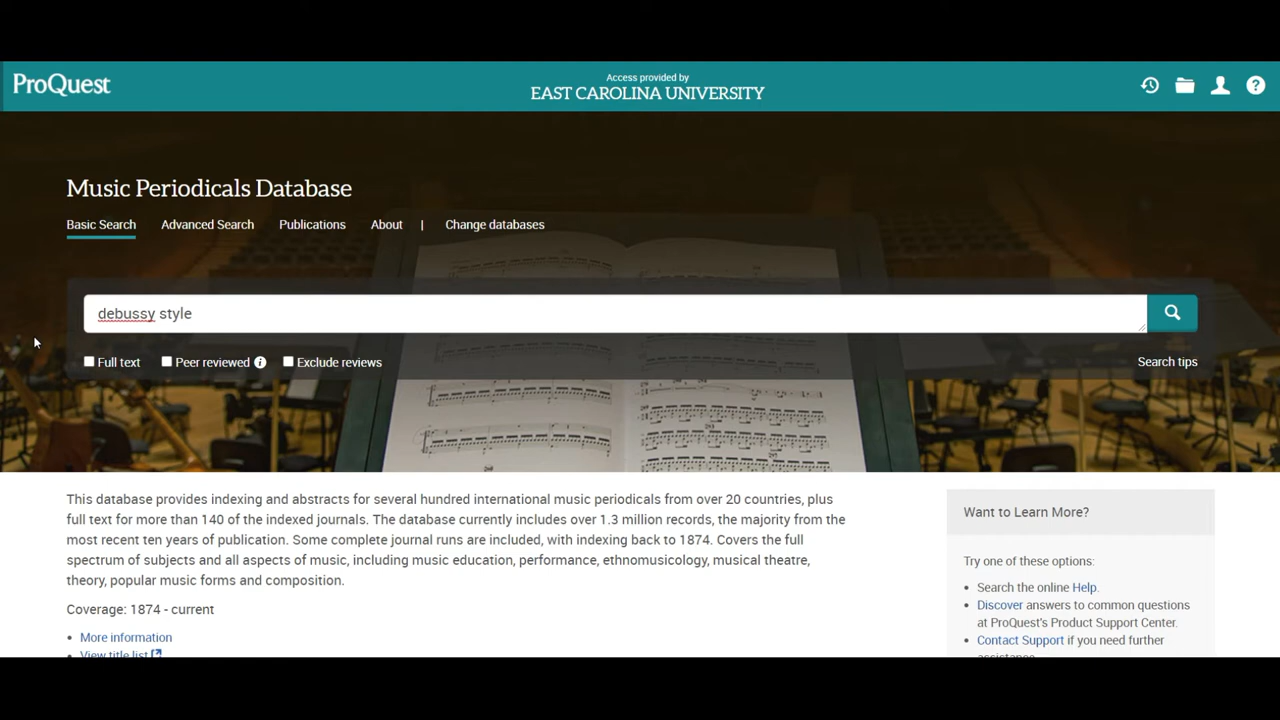 ProQuest
Access provided by
EAST CAROLINA UNIVERSITY
Music Periodicals Database
Basic Search Advanced Search Publications About | Change databases
debussy style
Full text Peer reviewed Exclude reviews Search tips
This database provides indexing and abstracts for several hundred international music periodicals from over 20 countries, plus
full text for more than 140 of the indexed journals. The database currently includes over 1.3 million records, the majority from the
most recent ten years of publication. Some complete journal runs are included, with indexing back to 1874. Covers the full
spectrum of subjects and all aspects of music, including music education, performance, ethnomusicology, musical theatre,
theory, popular music forms and composition.
Coverage: 1874 - current
• More information
• View title list
Want to Learn More?
Try one of these options:
• Search the online Help.
• Discover answers to common questions
at ProQuest's Product Support Center.
• Contact Support if you need further
assistance.